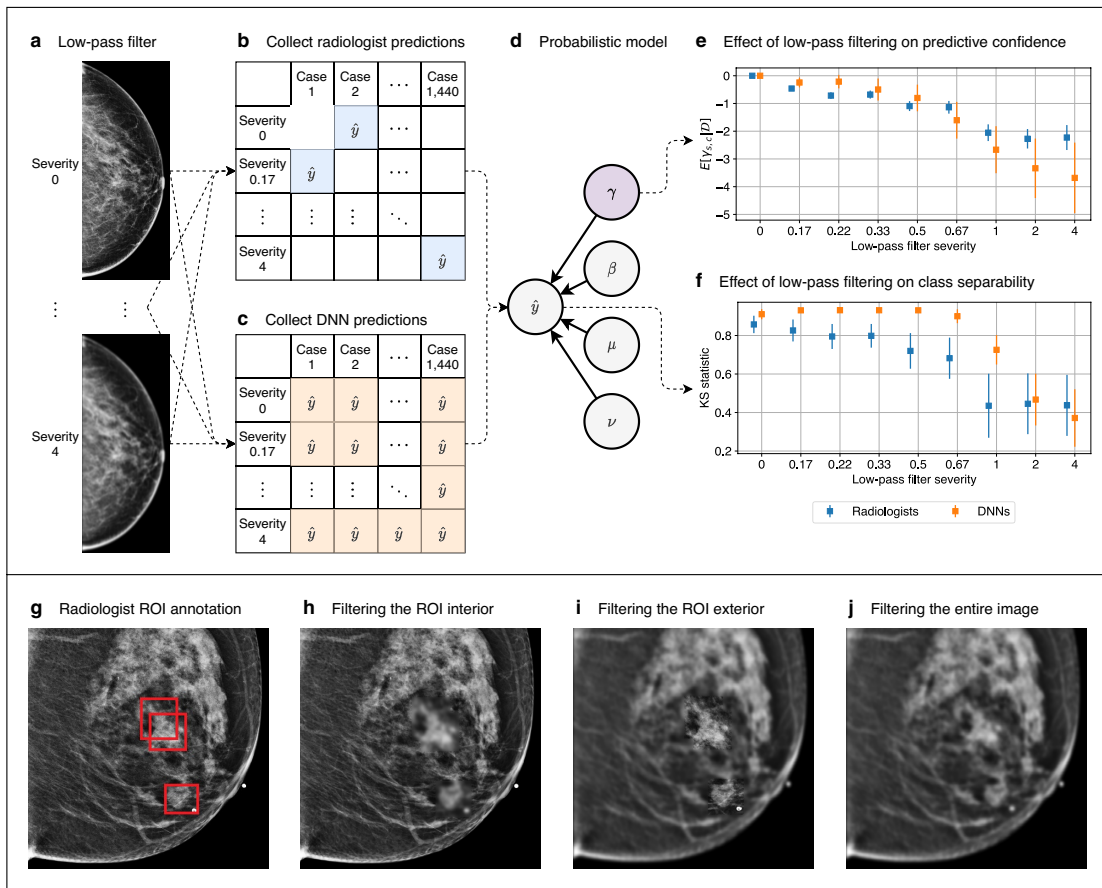 a Low-pass filter
Severity
0
⋮ ⋮
Severity
4
b Collect radiologist predictions
Case
1
Case
2
⋯
Case
1,440
Severity
0
ŷ
⋯
Severity
0.17
ŷ
⋯
⋮ ⋮ ⋮ ⋱
Severity
4
ŷ
c Collect DNN predictions
Case
1
Case
2
⋯
Case
1,440
Severity
0
ŷ ŷ ⋯ ŷ
Severity
0.17
ŷ ŷ ⋯ ŷ
⋮ ⋮ ⋮ ⋱ ŷ
Severity
4
ŷ ŷ ŷ ŷ
d Probabilistic model
γ
β
ŷ
μ
ν
e Effect of low-pass filtering on predictive confidence
E[γs, c|D]
0
−1
−2
−3
−4
−5
0 0.17 0.22 0.33 0.5 0.67 1 2 4
Low-pass filter severity
f Effect of low-pass filtering on class separability
KS statistic
0.8
0.6
0.4
0.2
0 0.17 0.22 0.33 0.5 0.67 1 2 4
Low-pass filter severity
Radiologists DNNs
g Radiologist ROI annotation
h Filtering the ROI interior
i Filtering the ROI exterior
j Filtering the entire image